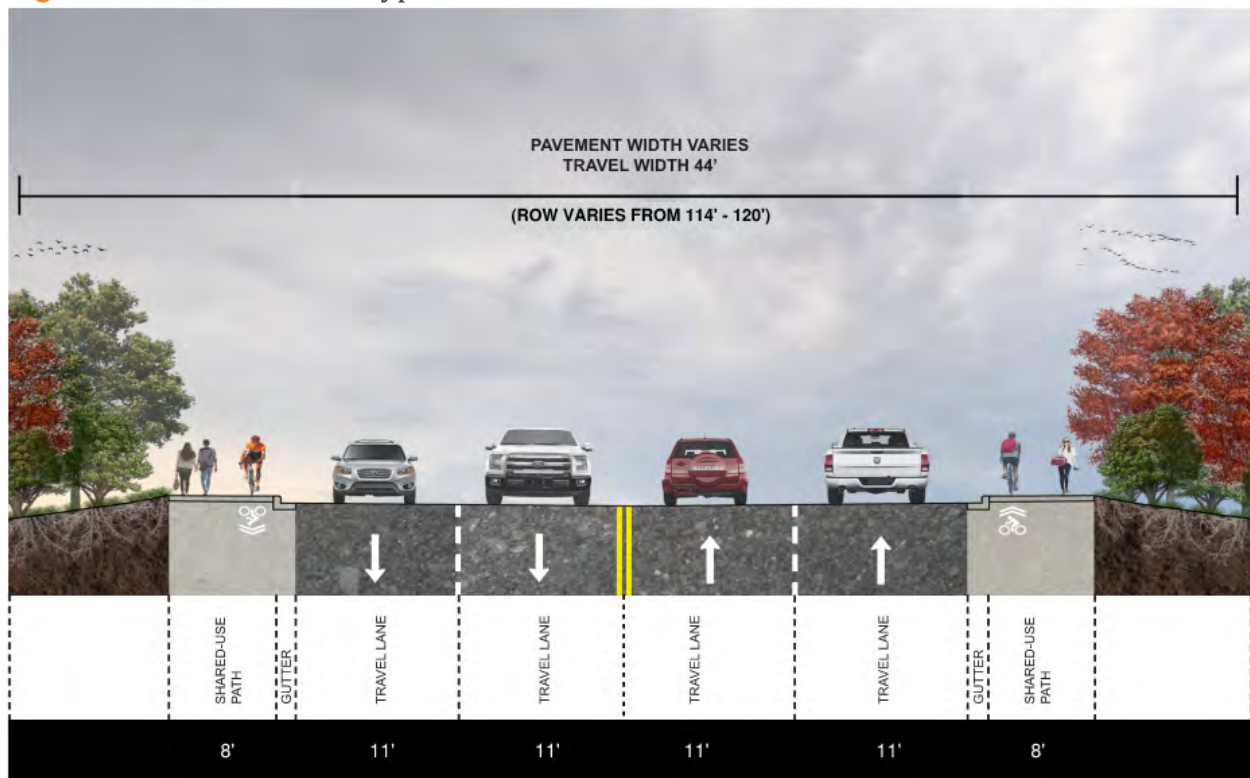 PAVEMENT WIDTH VARIES
TRAVEL WIDTH 44'
(ROW VARIES FROM 114' - 120')
SHARED-USE
PATH
GUTTER
TRAVEL LANE
TRAVEL LANE
TRAVEL LANE
TRAVEL LANE
GUTTER
SHARED-USE
PATH
8'
11'
11'
11'
11'
8'